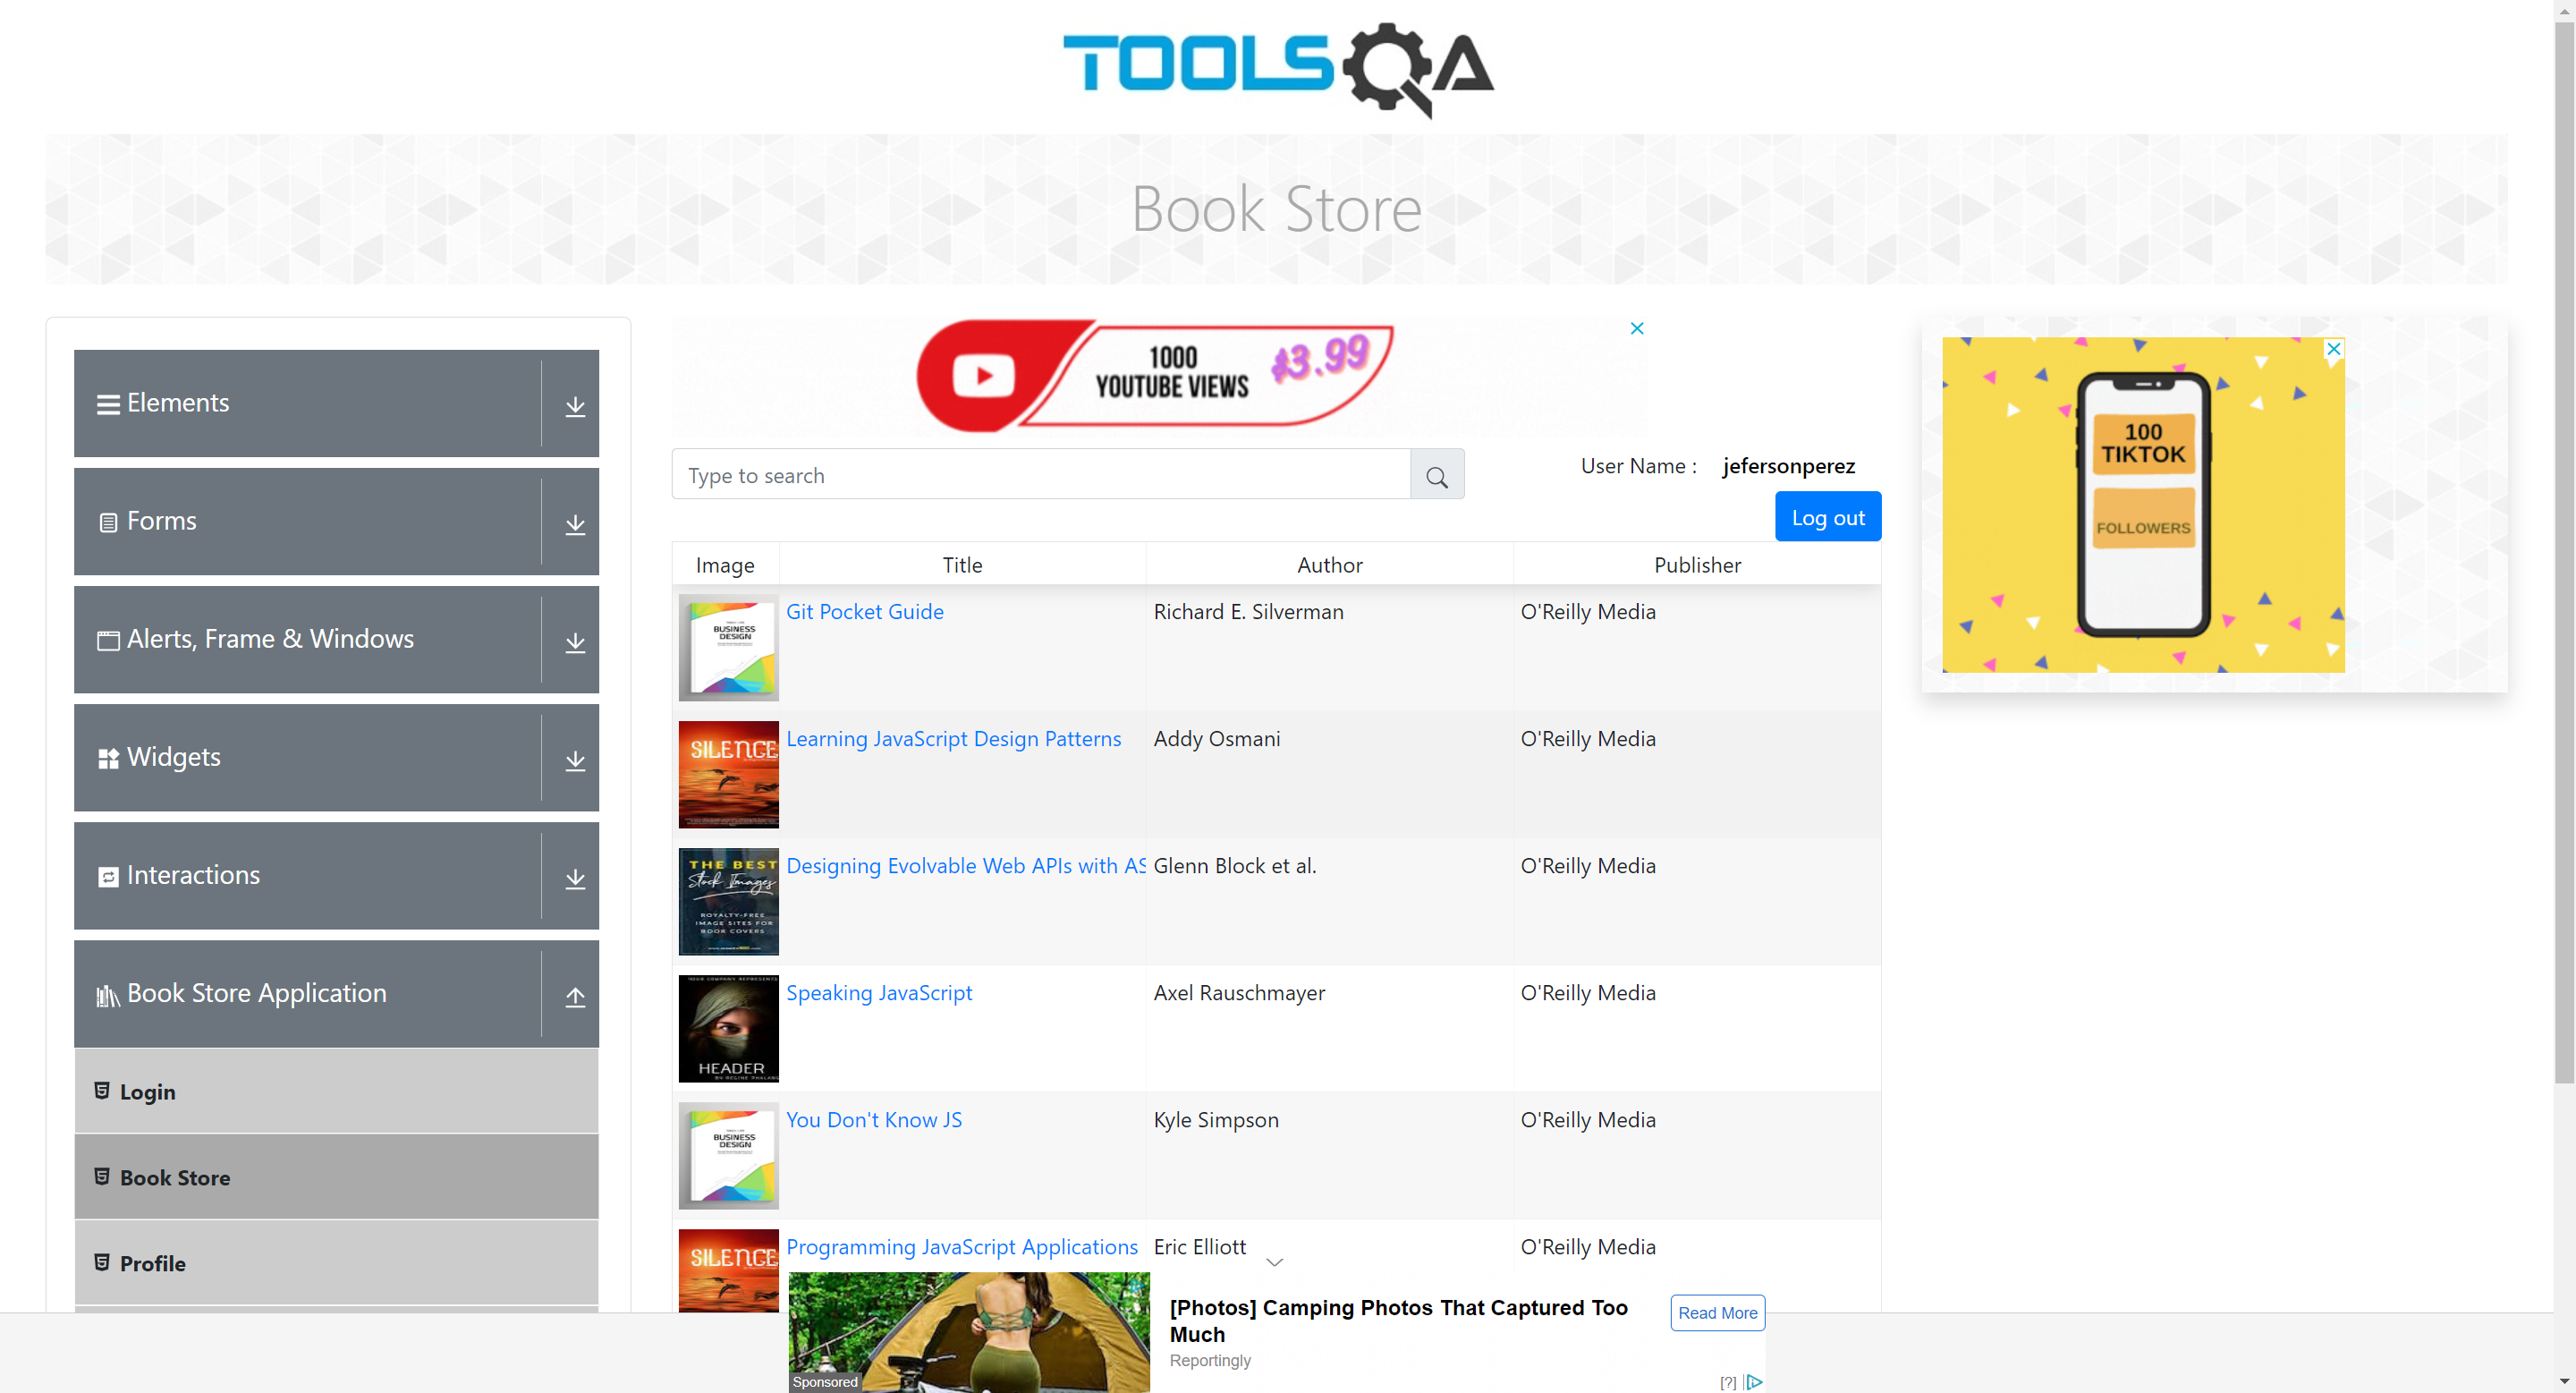 TOOLSQA
Book Store
Elements
Forms
Alerts, Frame & Windows
Widgets
Interactions
Book Store Application
Login
Book Store
Profile
1000
YOUTUBE VIEWS
$3.99
Type to search
User Name : jefersonperez
Log out
Image Title Author Publisher
BUSINESS
DESIGN
Git Pocket Guide Richard E. Silverman O'Reilly Media
SILENCE
Learning JavaScript Design Patterns Addy Osmani O'Reilly Media
THE BEST
Stock Images
ROYALTY-FREE
IMAGE SITES FOR
BOOK COVERS
Designing Evolvable Web APIs with AS Glenn Block et al. O'Reilly Media
YOUR COMPANY REPRESENTS
HEADER
Speaking JavaScript Axel Rauschmayer O'Reilly Media
BUSINESS
DESIGN
You Don't Know JS Kyle Simpson O'Reilly Media
SILENCE
Programming JavaScript Applications Eric Elliott O'Reilly Media
100
TIKTOK
FOLLOWERS
[Photos] Camping Photos That Captured Too
Much
Reportingly
Read More
Sponsored
[?]